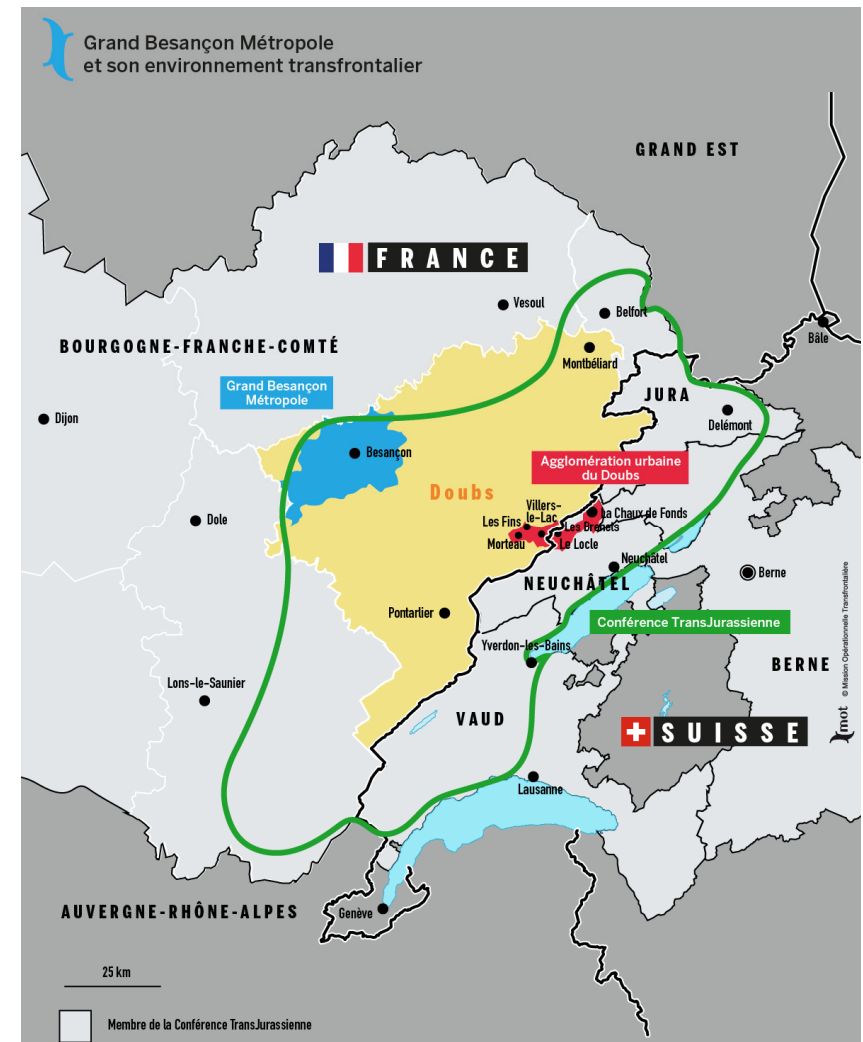 Grand Besançon Métropole
et son environnement transfrontalier
GRAND EST
FRANCE
Vesoul
Belfort
Bâle
BOURGOGNE-FRANCHE-COMTÉ
Montbéliard
Grand Besançon
Métropole
JURA
Dijon
Delémont
Besançon
Agglomération urbaine
du Doubs
Doubs
Villers-
le-Lac
La Chaux de Fonds
Dole
Les Fins
Les Brenets
Morteau
Le Locle
Neuchâtel
Berne
NEUCHÂTEL
Pontarlier
Conférence TransJurassienne
Yverdon-les-Bains
BERNE
Lons-le-Saunier
VAUD
SUISSE
mot © Mission Opérationnelle Transfrontalière
Lausanne
AUVERGNE-RHÔNE-ALPES
Genève
25 km
Membre de la Conférence TransJurassienne